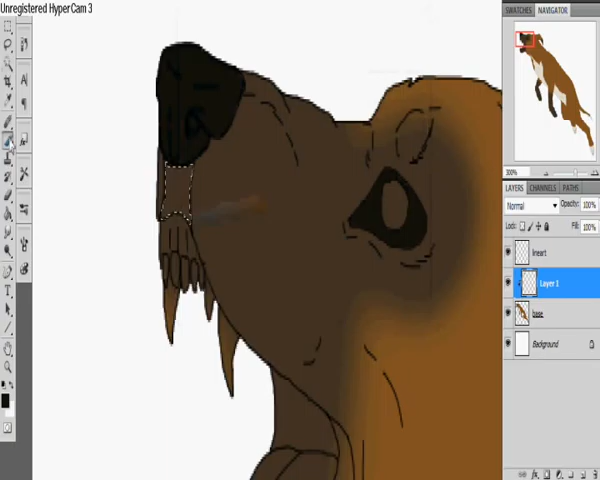 Unregistered HyperCam 3
SWATCHES NAVIGATOR
300%
LAYERS CHANNELS PATHS
Normal Opacity: 100%
Lock: Fill: 100%
lineart
Layer 1
base
Background